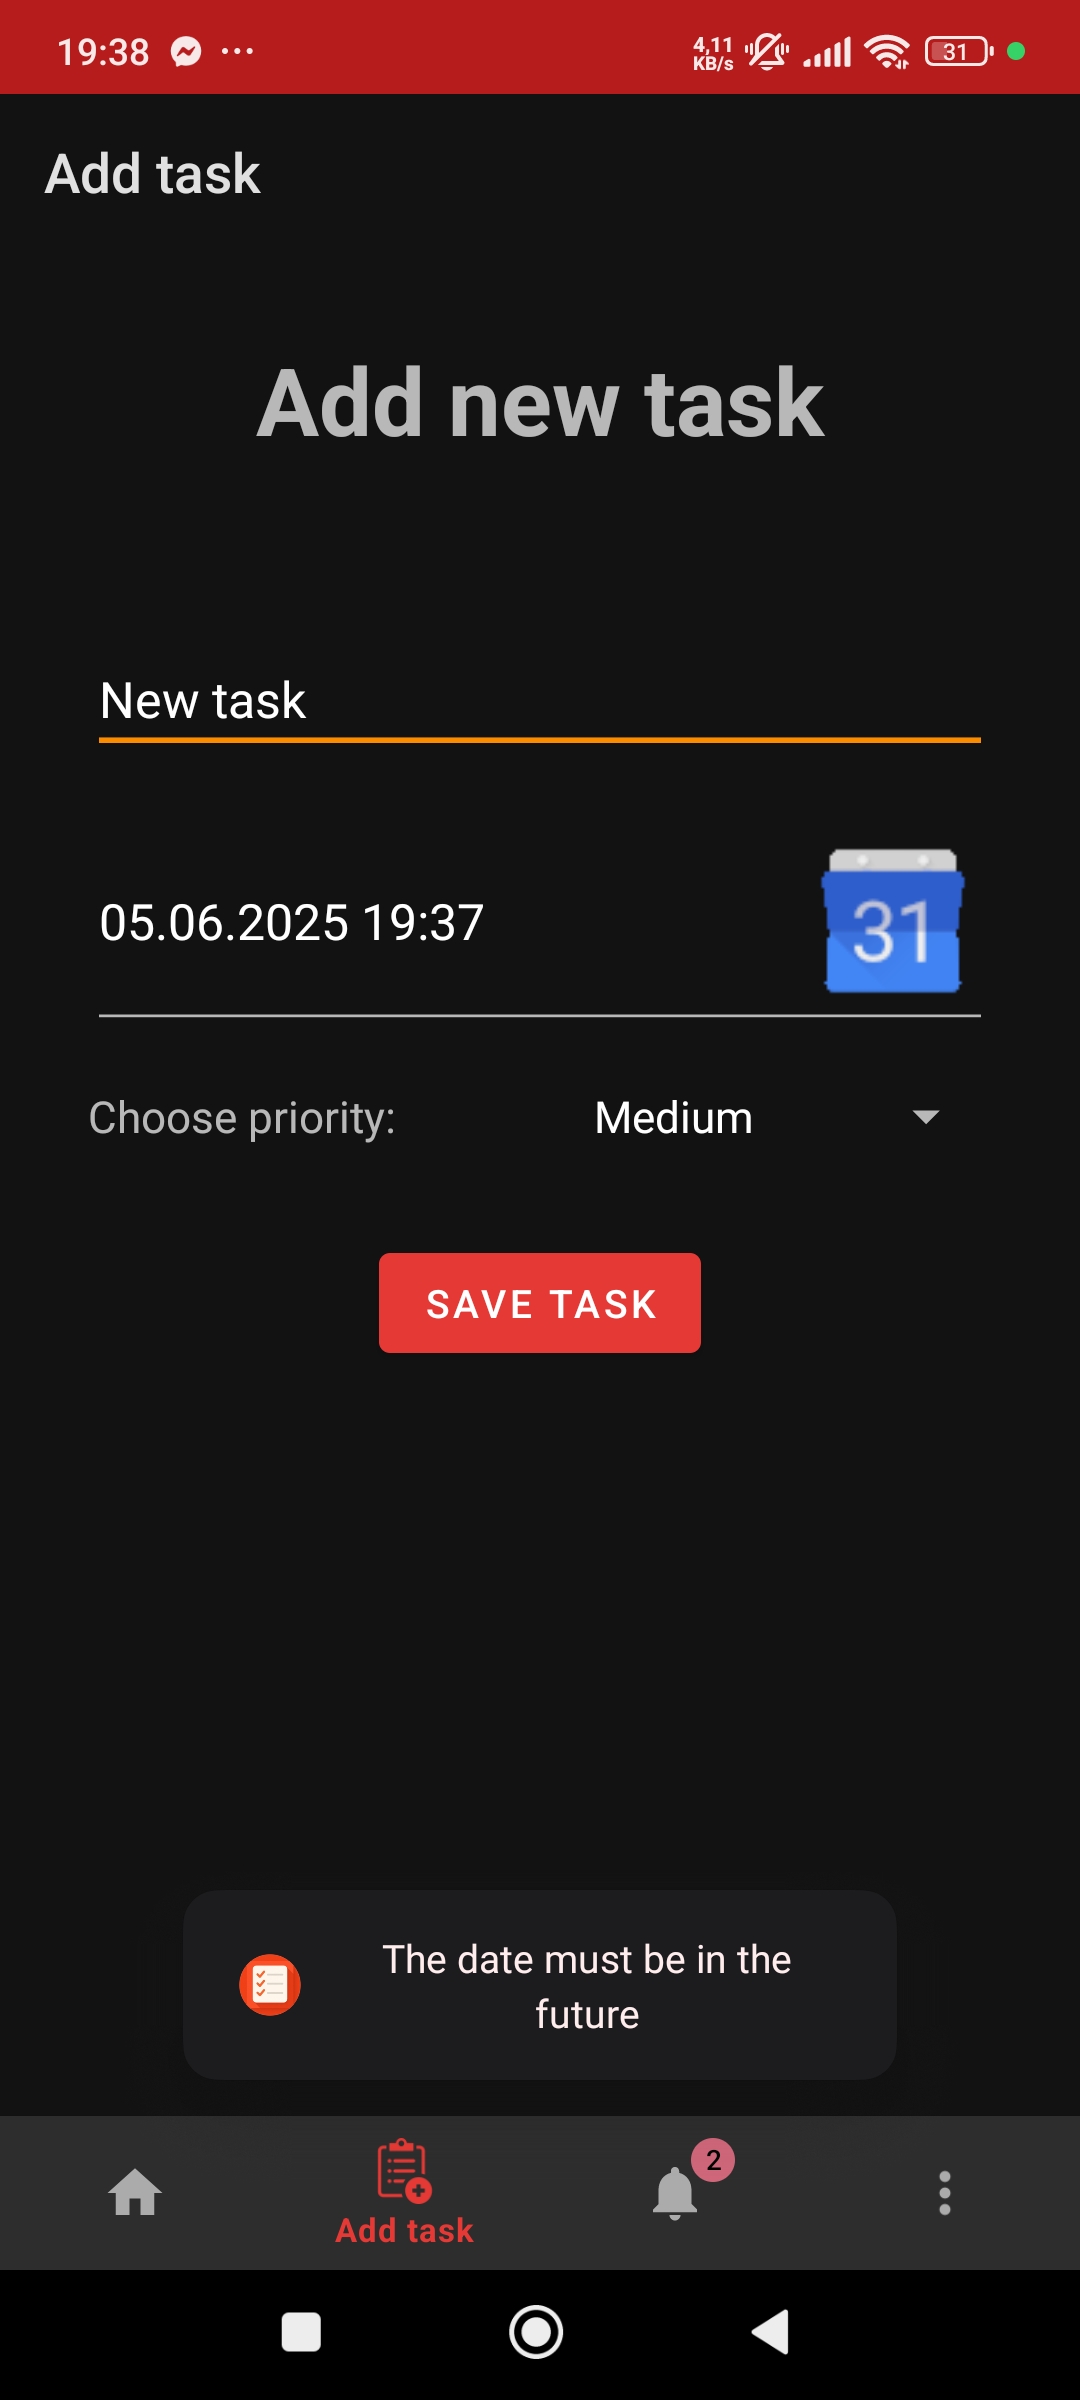 19:38
4,11
KB/s
31
Add task
Add new task
New task
05.06.2025 19:37
31
Choose priority:
Medium
SAVE TASK
The date must be in the
future
2
Add task